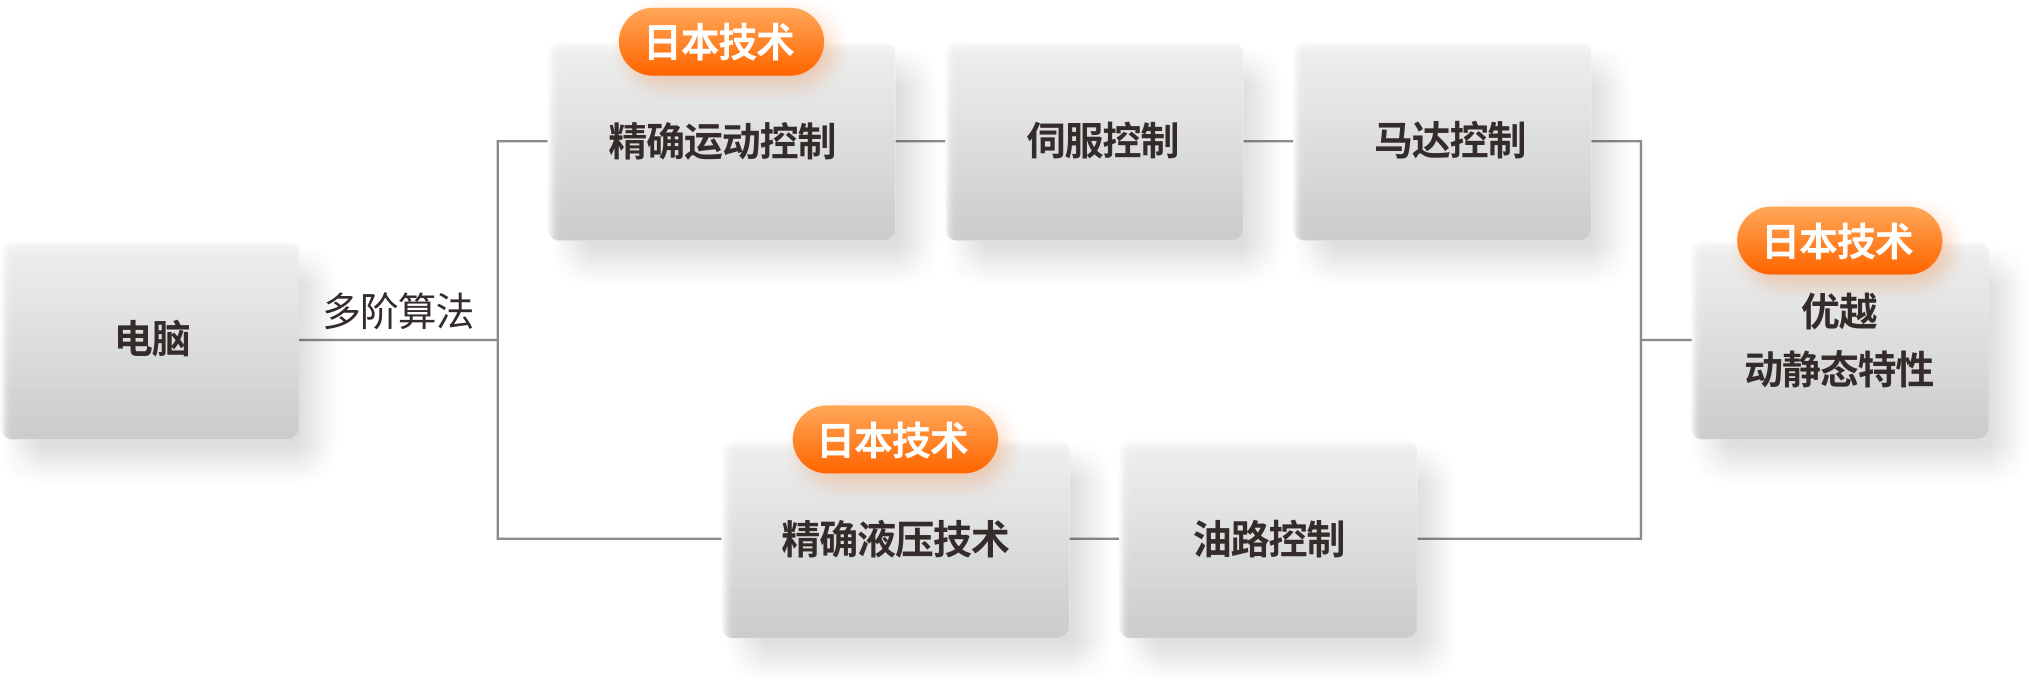 日本技术
精确运动控制
伺服控制
马达控制
电脑
多阶算法
日本技术
精确液压技术
油路控制
日本技术
优越
动静态特性